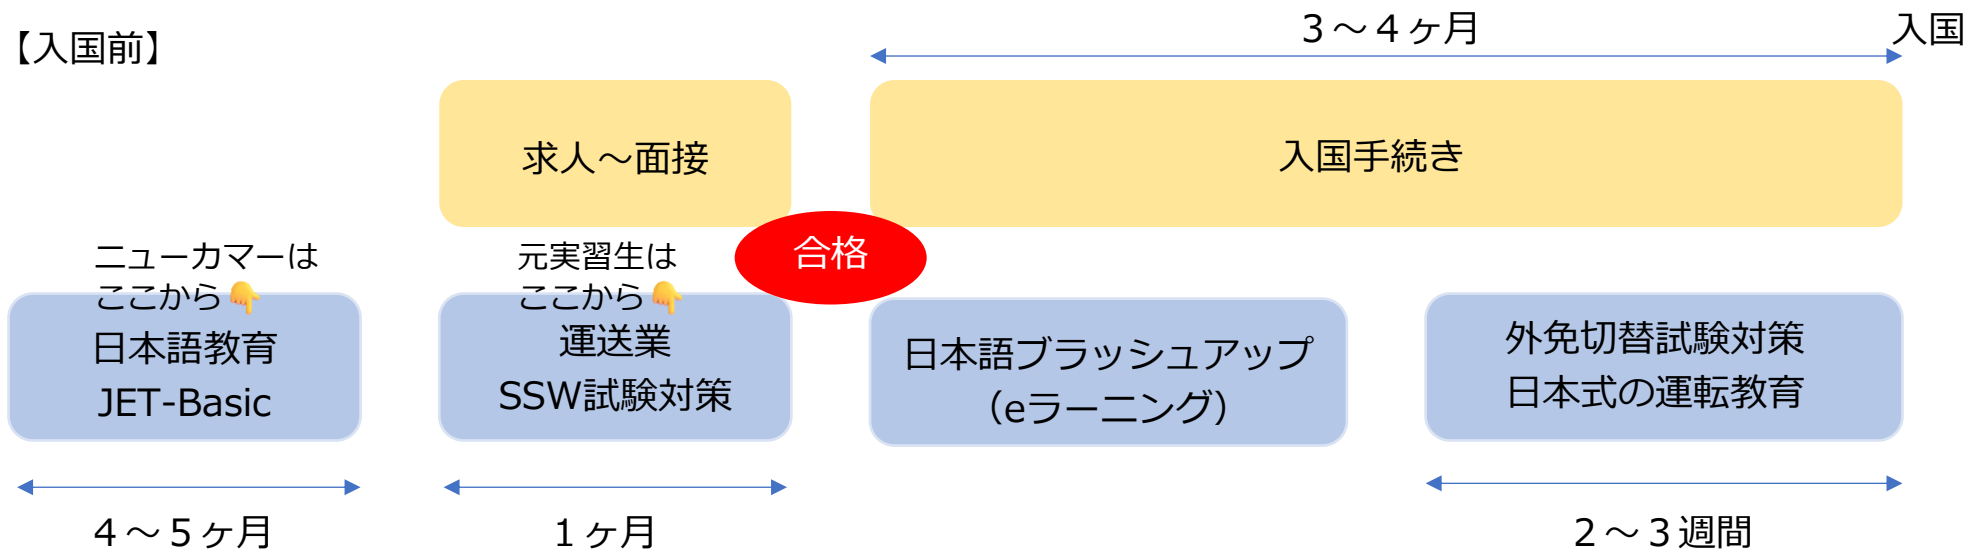 【入国前】
３～４ヶ月
入国
求人～面接
入国手続き
合格
ニューカマーは
ここから👇
日本語教育
JET-Basic
元実習生は
ここから👇
運送業
SSW試験対策
日本語ブラッシュアップ
（eラーニング）
外免切替試験対策
日本式の運転教育
４～５ヶ月
１ヶ月
２～３週間